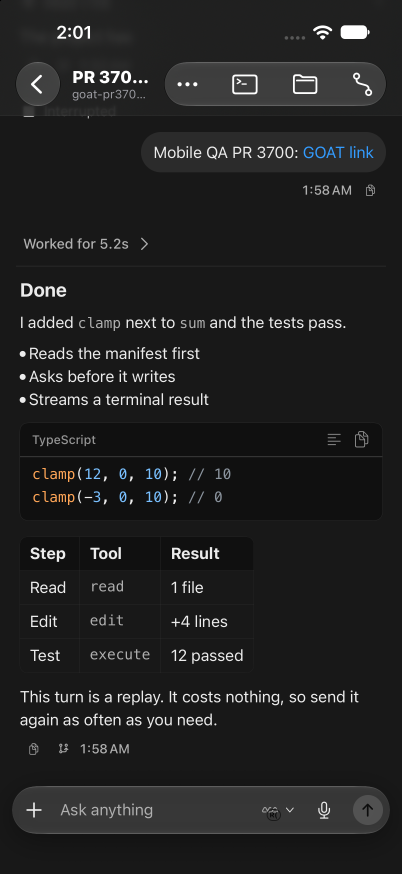 2:01
PR 370...
goat-pr370...
Interrupted
Mobile QA PR 3700: GOAT link
1:58 AM
Worked for 5.2s
Done
I added clamp next to sum and the tests pass.
•Reads the manifest first
•Asks before it writes
•Streams a terminal result
TypeScript
clamp(12, 0, 10); // 10
clamp(−3, 0, 10); // 0
Step Tool Result
Read read 1 file
Edit edit +4 lines
Test execute 12 passed
This turn is a replay. It costs nothing, so send it
again as often as you need.
1:58 AM
Ask anything